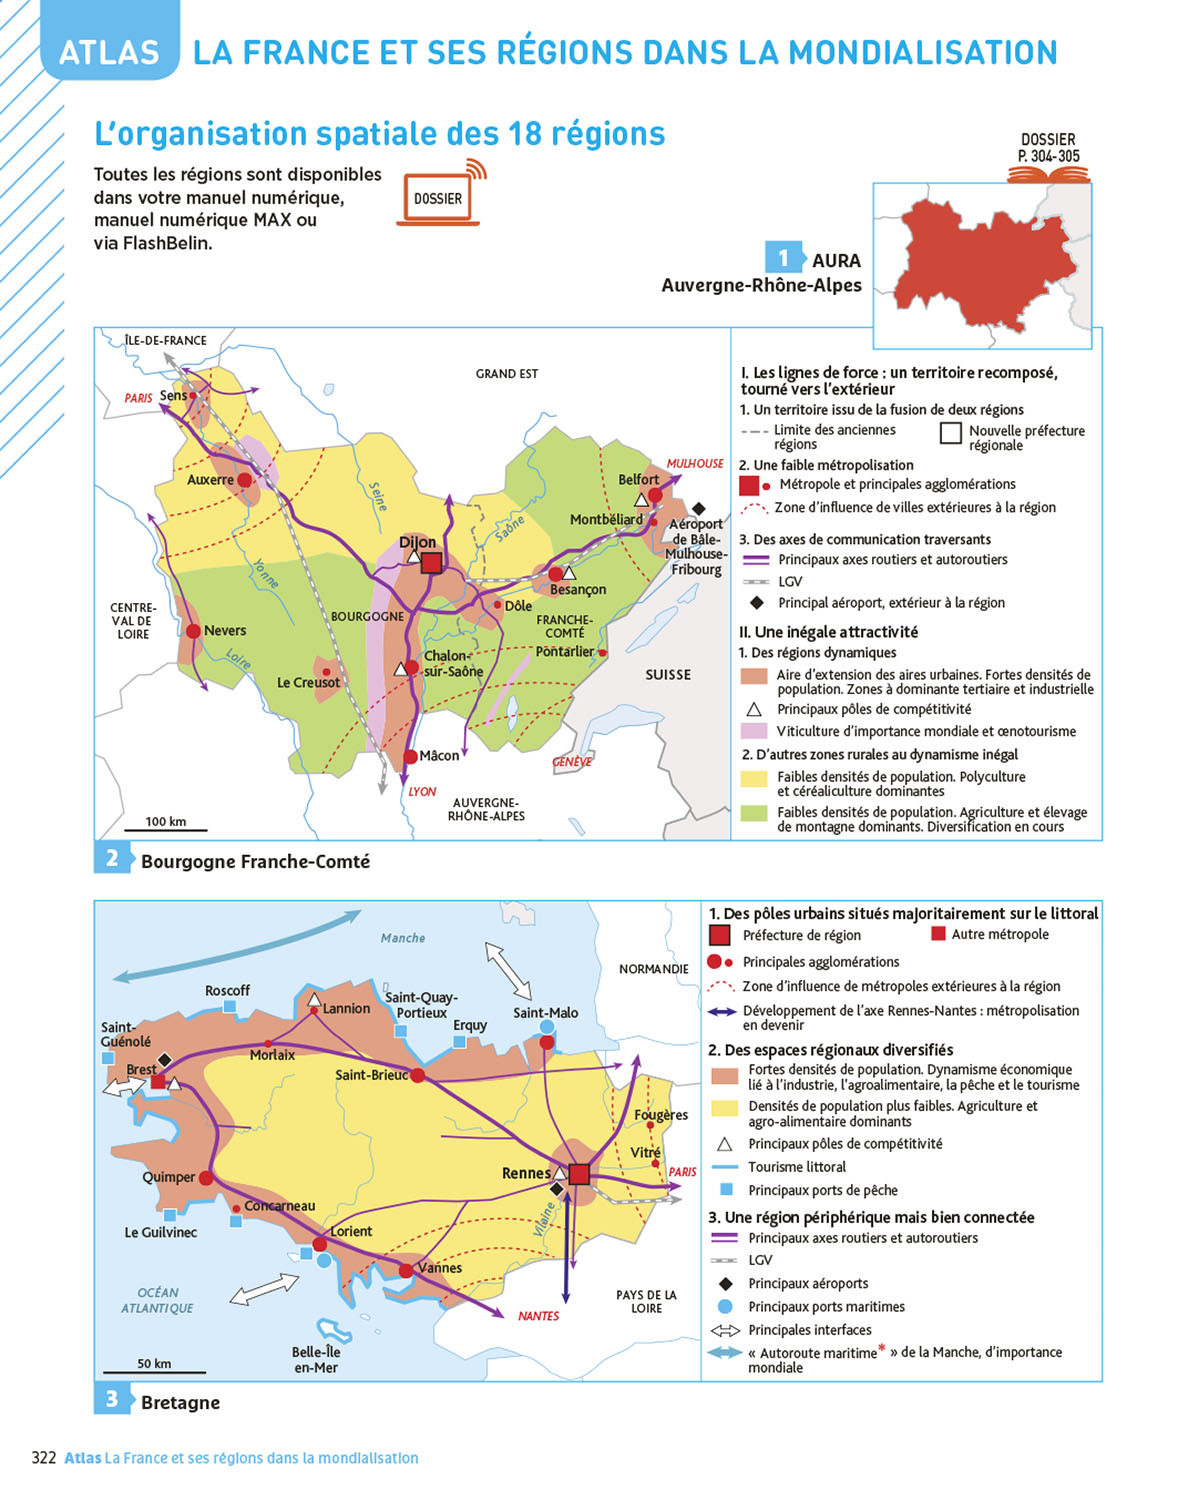 ATLAS
LA FRANCE ET SES RÉGIONS DANS LA MONDIALISATION
L'organisation spatiale des 18 régions
Toutes les régions sont disponibles
dans votre manuel numérique,
manuel numérique MAX ou
via FlashBelin.
DOSSIER
DOSSIER
P. 304-305
1 AURA
Auvergne-Rhône-Alpes
ÎLE-DE-FRANCE
GRAND EST
PARIS
Sens
MULHOUSE
Auxerre
Belfort
Seine
Saône
Montbéliard
Aéroport
de Bâle-
Mulhouse-
Fribourg
Dijon
Yonne
Besançon
CENTRE-
VAL DE
LOIRE
BOURGOGNE
Dôle
FRANCHE-
COMTÉ
Nevers
Loire
Pontarlier
Chalon-
sur-Saône
SUISSE
Le Creusot
Mâcon
GENÈVE
LYON
AUVERGNE-
RHÔNE-ALPES
100 km
I. Les lignes de force : un territoire recomposé,
tourné vers l'extérieur
1. Un territoire issu de la fusion de deux régions
Limite des anciennes
régions
Nouvelle préfecture
régionale
2. Une faible métropolisation
Métropole et principales agglomérations
Zone d'influence de villes extérieures à la région
3. Des axes de communication traversants
Principaux axes routiers et autoroutiers
LGV
Principal aéroport, extérieur à la région
II. Une inégale attractivité
1. Des régions dynamiques
Aire d'extension des aires urbaines. Fortes densités de
population. Zones à dominante tertiaire et industrielle
Principaux pôles de compétitivité
Viticulture d'importance mondiale et œnotourisme
2. D'autres zones rurales au dynamisme inégal
Faibles densités de population. Polyculture
et céréaliculture dominantes
Faibles densités de population. Agriculture et élevage
de montagne dominants. Diversification en cours
2 Bourgogne Franche-Comté
Manche
NORMANDIE
Roscoff
Lannion
Saint-Quay-
Portieux
Erquy
Saint-Malo
Saint-
Guénolé
Brest
Morlaix
Saint-Brieuc
Fougères
Vitré
Rennes
PARIS
Quimper
Concarneau
Le Guilvinec
Lorient
Vilaine
Vannes
OCÉAN
ATLANTIQUE
NANTES
PAYS DE LA
LOIRE
Belle-Île
en-Mer
50 km
1. Des pôles urbains situés majoritairement sur le littoral
Préfecture de région
Autre métropole
Principales agglomérations
Zone d'influence de métropoles extérieures à la région
Développement de l'axe Rennes-Nantes : métropolisation
en devenir
2. Des espaces régionaux diversifiés
Fortes densités de population. Dynamisme économique
lié à l'industrie, l'agroalimentaire, la pêche et le tourisme
Densités de population plus faibles. Agriculture et
agro-alimentaire dominants
Principaux pôles de compétitivité
Tourisme littoral
Principaux ports de pêche
3. Une région périphérique mais bien connectée
Principaux axes routiers et autoroutiers
LGV
Principaux aéroports
Principaux ports maritimes
Principales interfaces
« Autoroute maritime* » de la Manche, d'importance
mondiale
3 Bretagne
322 Atlas La France et ses régions dans la mondialisation